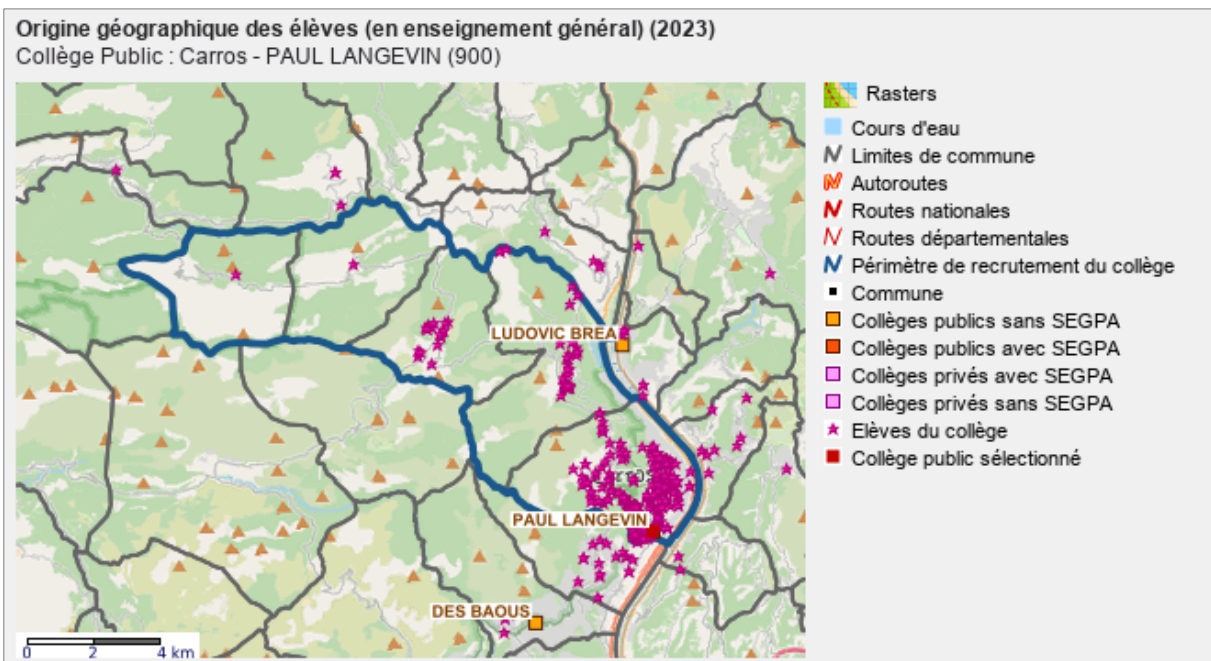 Origine géographique des élèves (en enseignement général) (2023)
Collège Public : Carros - PAUL LANGEVIN (900)
Rasters
Cours d'eau
Limites de commune
Autoroutes
Routes nationales
Routes départementales
Périmètre de recrutement du collège
Commune
Collèges publics sans SEGPA
Collèges publics avec SEGPA
Collèges privés avec SEGPA
Collèges privés sans SEGPA
Elèves du collège
Collège public sélectionné
LUDOVIC BREA
PAUL LANGEVIN
DES BAOUS
0 2 4 km